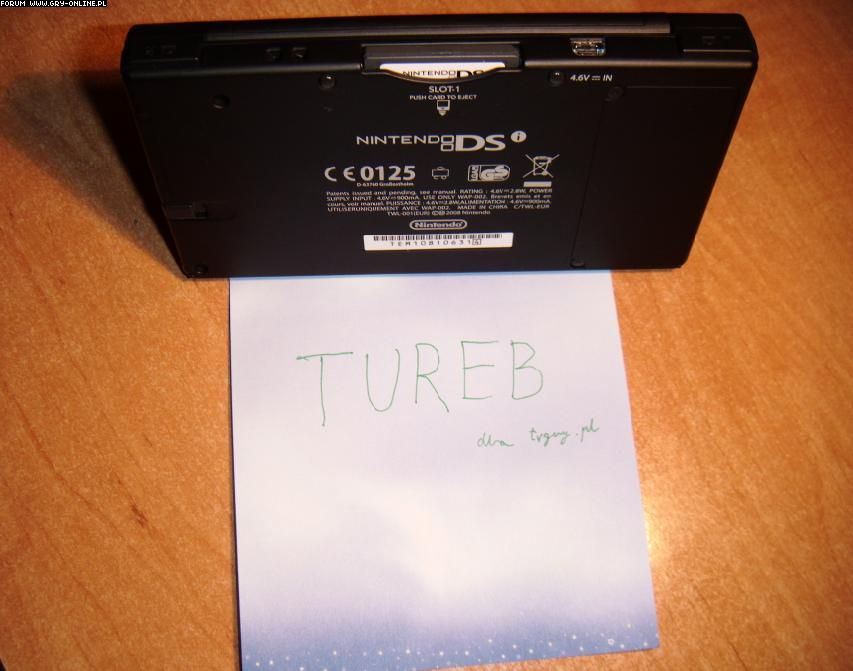 FORUM WWW.GRY-ONLINE.PL
NINTENDO DS
4.6V⎓ IN
SLOT-1
PUSH CARD TO EJECT
NINTENDO DS i
CE0125
D-63760 Großostheim
GS
Patents issued and pending, see manual. RATING : 4.6V⎓2.8W, POWER
SUPPLY INPUT : 4.6V⎓900mA. USE ONLY WAP-002. Brevets émis et en
cours, voir manuel. PUISSANCE : 4.6V⎓2.8W.ALIMENTATION : 4.6V⎓900mA.
UTILISER UNIQUEMENT AVEC WAP-002. MADE IN CHINA C/TWL-EUR
TWL-001(EUR) ©2008 Nintendo
Nintendo
TEM10810631
TUREB
dla tvgry.pl